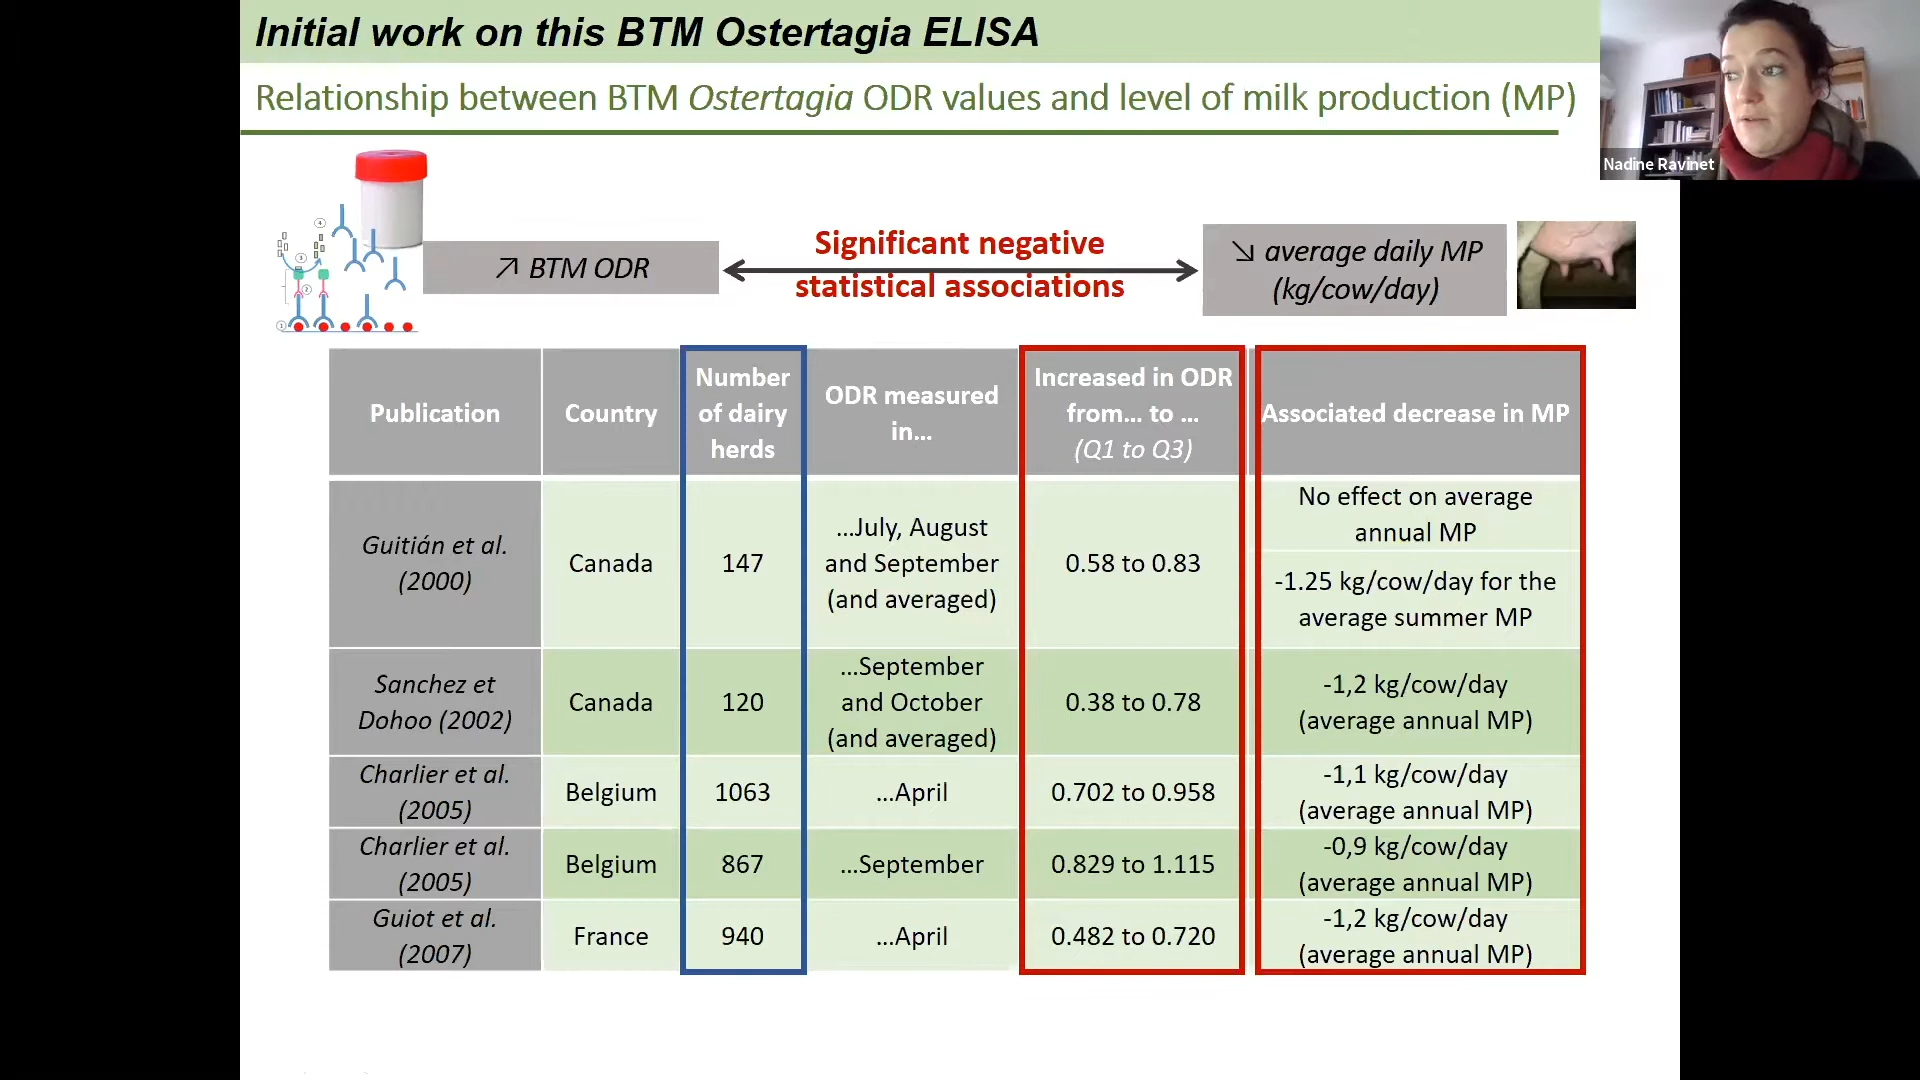 Initial work on this BTM Ostertagia ELISA
Relationship between BTM Ostertagia ODR values and level of milk production (MP)
Nadine Ravinet
↗ BTM ODR
Significant negative
statistical associations
↘ average daily MP
(kg/cow/day)
4
3
2
1
Publication
Country
Number
of dairy
herds
ODR measured
in...
Increased in ODR
from... to ...
(Q1 to Q3)
Associated decrease in MP
Guitián et al.
(2000)
Canada
147
...July, August
and September
(and averaged)
0.58 to 0.83
No effect on average
annual MP
-1.25 kg/cow/day for the
average summer MP
Sanchez et
Dohoo (2002)
Canada
120
...September
and October
(and averaged)
0.38 to 0.78
-1,2 kg/cow/day
(average annual MP)
Charlier et al.
(2005)
Belgium
1063
...April
0.702 to 0.958
-1,1 kg/cow/day
(average annual MP)
Charlier et al.
(2005)
Belgium
867
...September
0.829 to 1.115
-0,9 kg/cow/day
(average annual MP)
Guiot et al.
(2007)
France
940
...April
0.482 to 0.720
-1,2 kg/cow/day
(average annual MP)